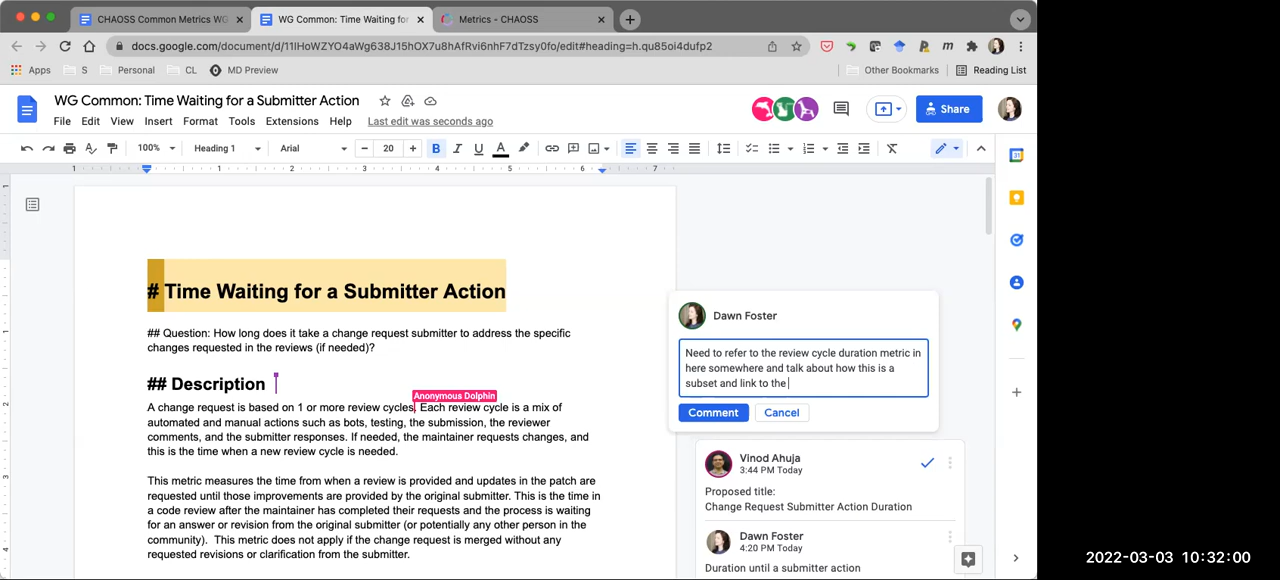 CHAOSS Common Metrics WG
WG Common: Time Waiting for
Metrics - CHAOSS
docs.google.com/document/d/11IHoWZYO4aWg638J15hOX7u8hAfRvi6nhF7dTzsy0fo/edit#heading=h.qu85oi4dufp2
Apps S Personal CL MD Preview Other Bookmarks Reading List
WG Common: Time Waiting for a Submitter Action
Share
File Edit View Insert Format Tools Extensions Help Last edit was seconds ago
100% Heading 1 Arial 20 B I U A
1 1 2 3 4 5 6 7
# Time Waiting for a Submitter Action
## Question: How long does it take a change request submitter to address the specific
changes requested in the reviews (if needed)?
## Description
Anonymous Dolphin
A change request is based on 1 or more review cycles. Each review cycle is a mix of
automated and manual actions such as bots, testing, the submission, the reviewer
comments, and the submitter responses. If needed, the maintainer requests changes, and
this is the time when a new review cycle is needed.
This metric measures the time from when a review is provided and updates in the patch are
requested until those improvements are provided by the original submitter. This is the time in
a code review after the maintainer has completed their requests and the process is waiting
for an answer or revision from the original submitter (or potentially any other person in the
community). This metric does not apply if the change request is merged without any
requested revisions or clarification from the submitter.
Dawn Foster
Need to refer to the review cycle duration metric in
here somewhere and talk about how this is a
subset and link to the
Comment Cancel
Vinod Ahuja
3:44 PM Today
Proposed title:
Change Request Submitter Action Duration
Dawn Foster
4:20 PM Today
Duration until a submitter action
2022-03-03 10:32:00